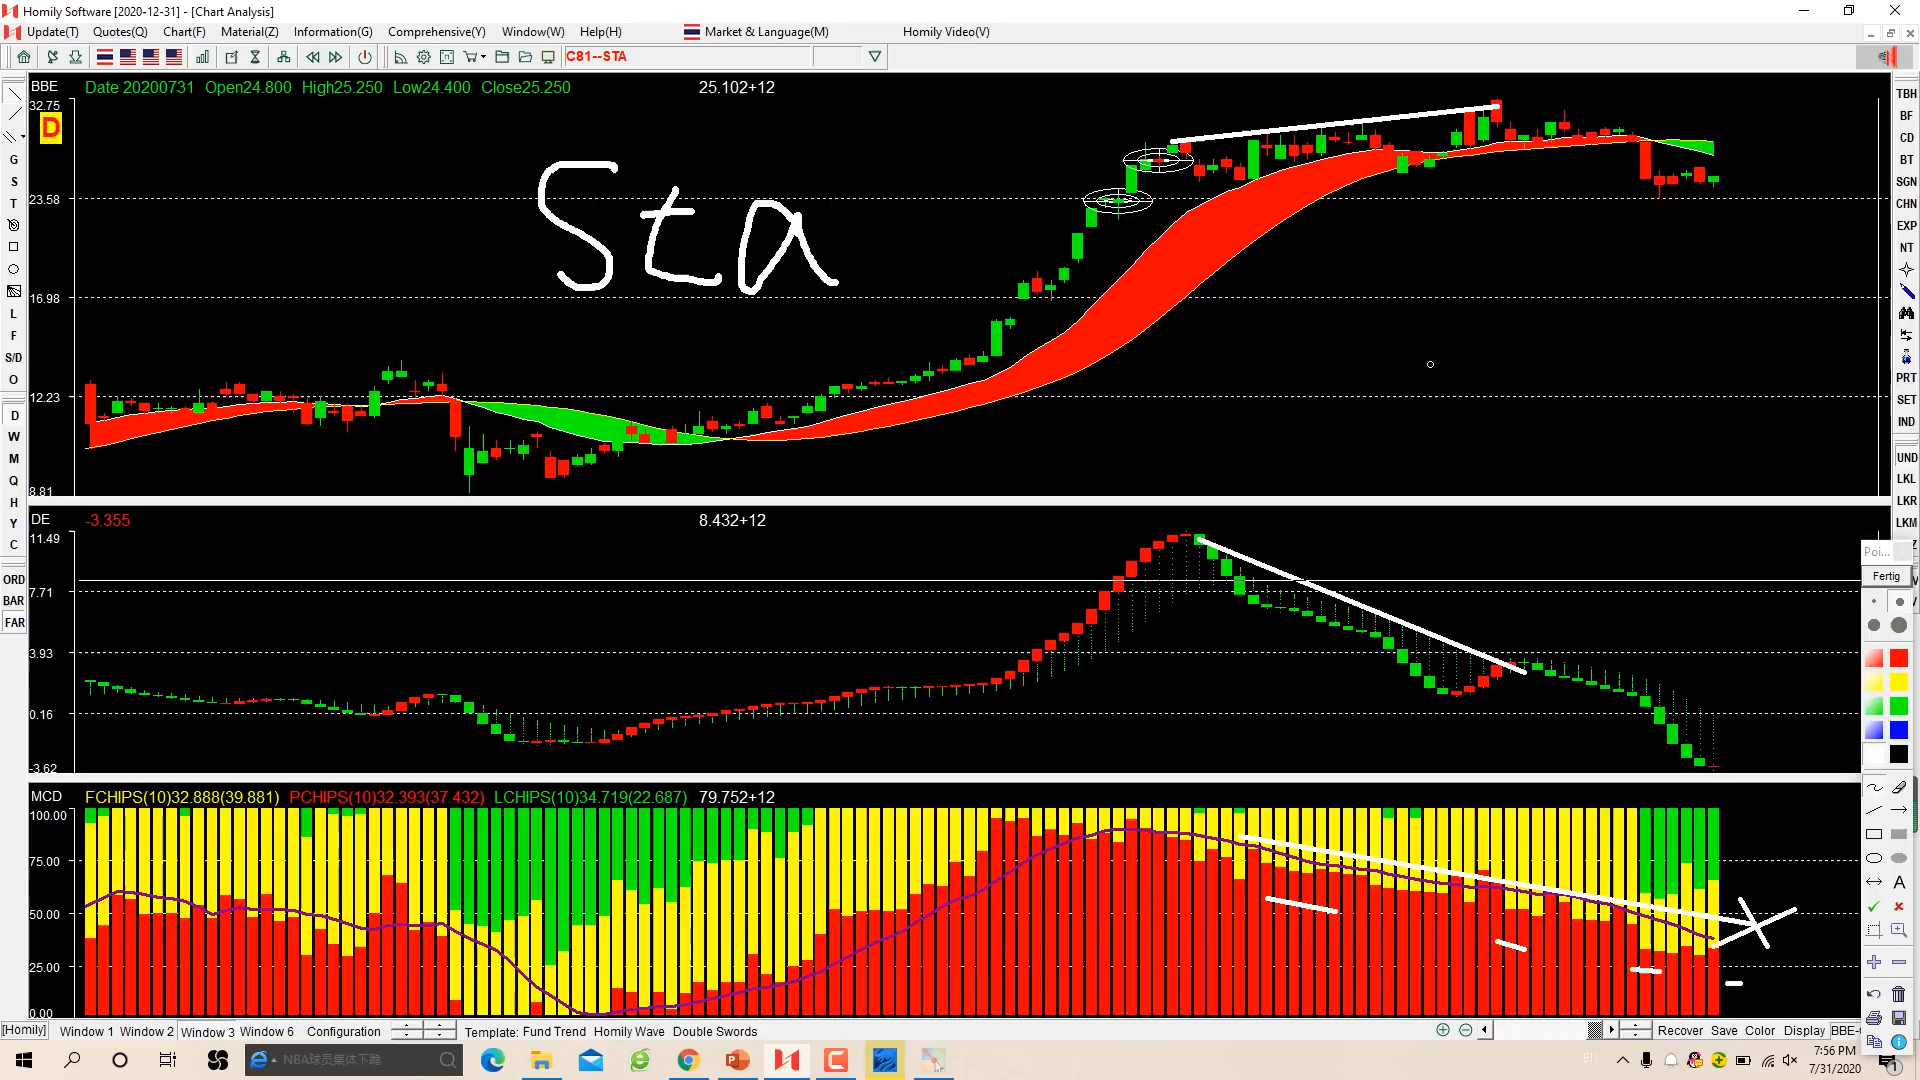 Homily Software [2020-12-31] - [Chart Analysis]
Update(T) Quotes(Q) Chart(F) Material(Z) Information(G) Comprehensive(Y) Window(W) Help(H) Market & Language(M) Homily Video(V)
C81--STA
BBE Date 20200731 Open24.800 High25.250 Low24.400 Close25.250 25.102+12
32.75
D
23.58
16.98
12.23
8.81
Sta
DE -3.355 8.432+12
11.49
7.71
3.93
0.16
-3.62
MCD FCHIPS(10)32.888(39.881) PCHIPS(10)32.393(37.432) LCHIPS(10)34.719(22.687) 79.752+12
100.00
75.00
50.00
25.00
0.00
G
S
T
L
F
S/D
O
D
W
M
Q
H
Y
C
ORD
BAR
FAR
TBH
BF
CD
BT
SGN
CHN
EXP
NT
PRT
SET
IND
UND
LKL
LKR
LKM
Poi...
Fertig
A
[Homily] Window 1 Window 2 Window 3 Window 6 Configuration Template: Fund Trend Homily Wave Double Swords Recover Save Color Display BBE-
7:56 PM
7/31/2020